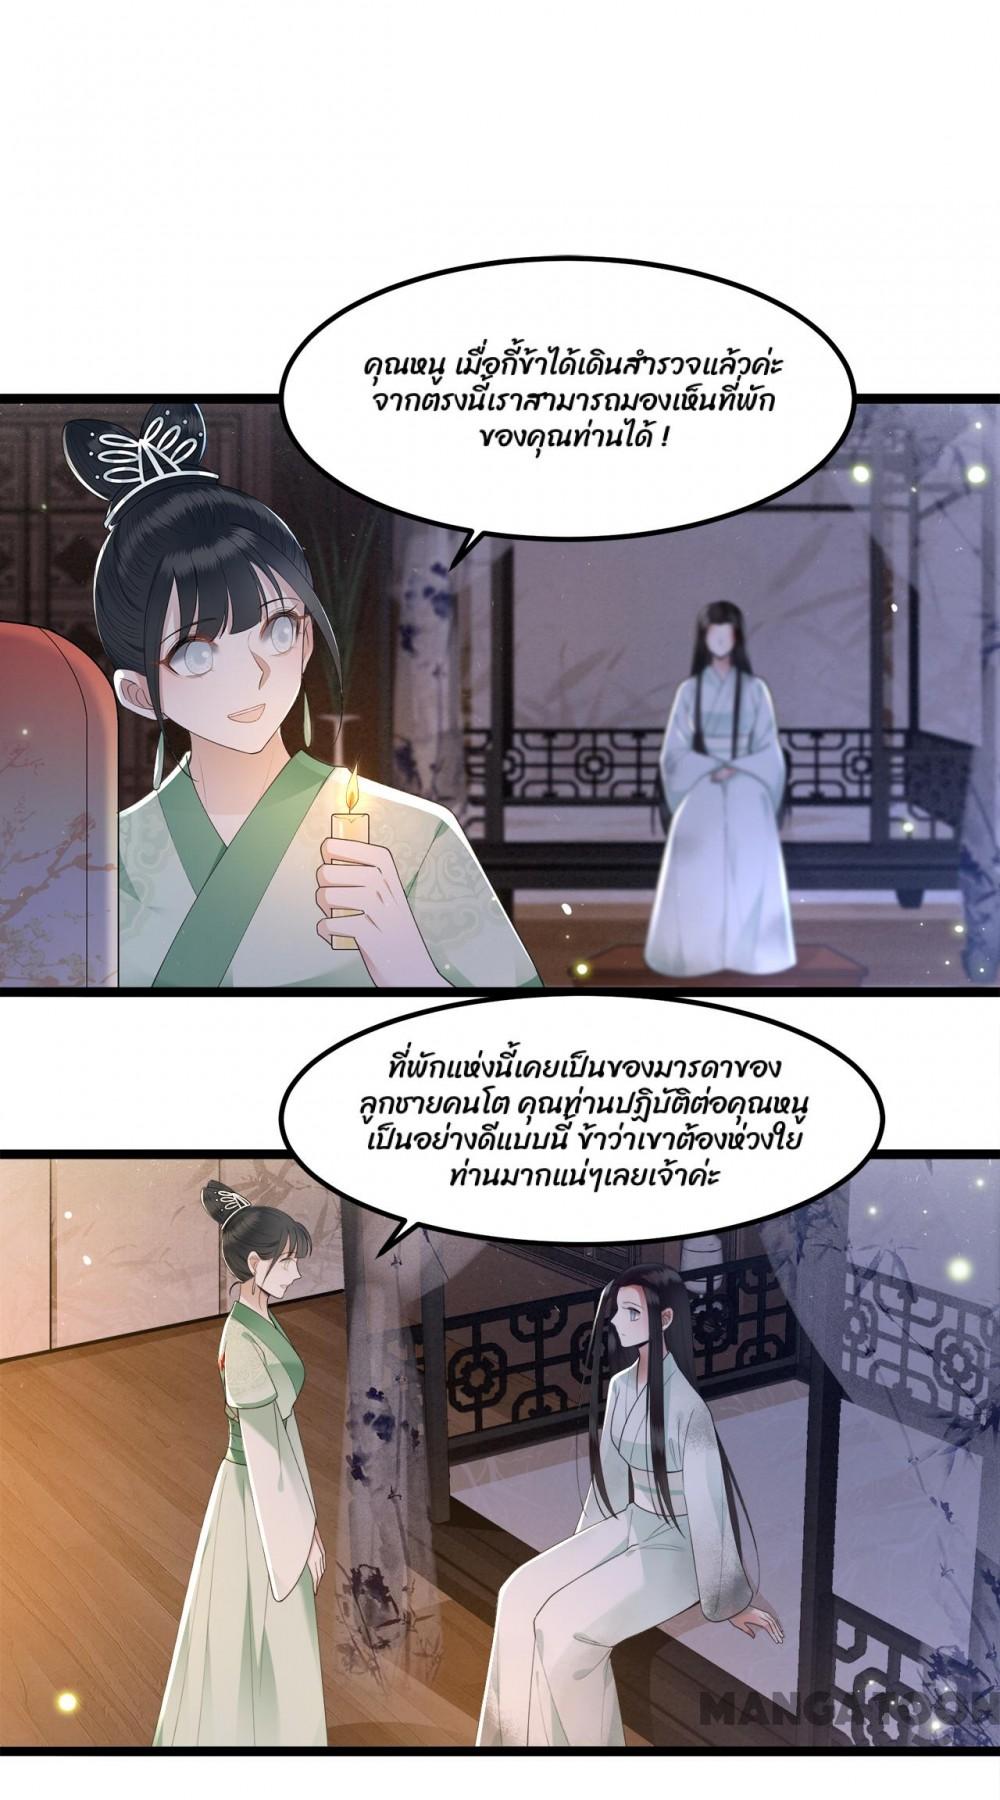 คุณหนู เมื่อกี้ข้าได้เดินสำรวจแล้วค่ะ
จากตรงนี้เราสามารถมองเห็นที่พัก
ของคุณท่านได้ !
ที่พักแห่งนี้เคยเป็นของมารดาของ
ลูกชายคนโต คุณท่านปฏิบัติต่อคุณหนู
เป็นอย่างดีแบบนี้ ข้าว่าเขาต้องห่วงใย
ท่านมากแน่ๆเลยเจ้าค่ะ
MANGATOON